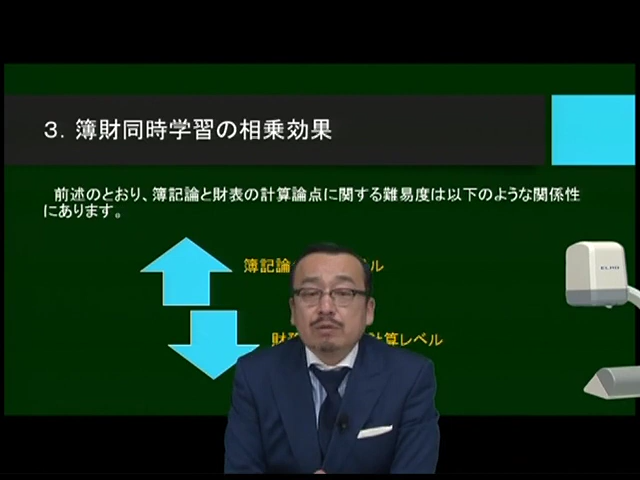 3. 簿財同時学習の相乗効果
前述のとおり、簿記論と財表の計算論点に関する難易度は以下のような関係性
にあります。
簿記論 ル
財 計算レベル
ELMO